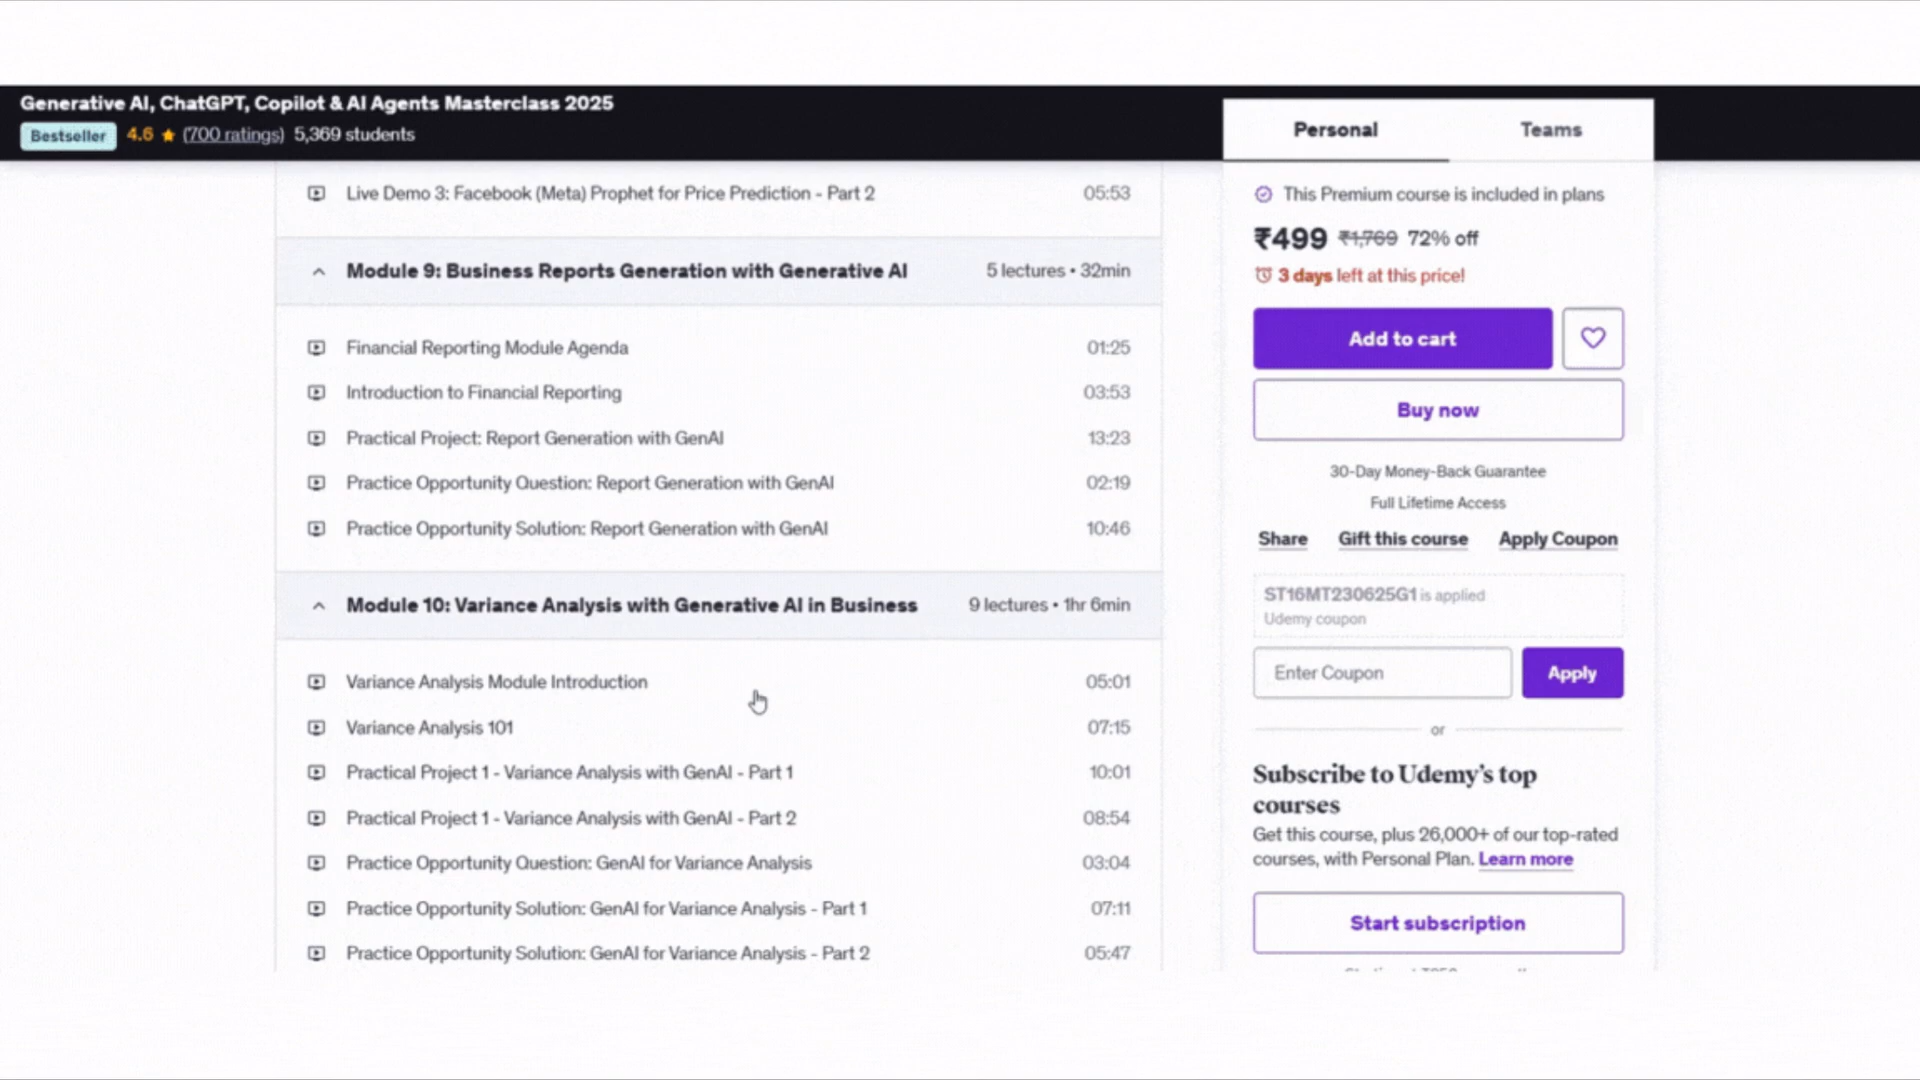 Generative AI, ChatGPT, Copilot & AI Agents Masterclass 2025
Bestseller 4.6 (700 ratings) 5,369 students
Live Demo 3: Facebook (Meta) Prophet for Price Prediction - Part 2 05:53
Module 9: Business Reports Generation with Generative AI 5 lectures • 32min
Financial Reporting Module Agenda 01:25
Introduction to Financial Reporting 03:53
Practical Project: Report Generation with GenAI 13:23
Practice Opportunity Question: Report Generation with GenAI 02:19
Practice Opportunity Solution: Report Generation with GenAI 10:46
Module 10: Variance Analysis with Generative AI in Business 9 lectures • 1hr 6min
Variance Analysis Module Introduction 05:01
Variance Analysis 101 07:15
Practical Project 1 - Variance Analysis with GenAI - Part 1 10:01
Practical Project 1 - Variance Analysis with GenAI - Part 2 08:54
Practice Opportunity Question: GenAI for Variance Analysis 03:04
Practice Opportunity Solution: GenAI for Variance Analysis - Part 1 07:11
Practice Opportunity Solution: GenAI for Variance Analysis - Part 2 05:47
Personal Teams
This Premium course is included in plans
₹499 ₹1,769 72% off
3 days left at this price!
Add to cart
Buy now
30-Day Money-Back Guarantee
Full Lifetime Access
Share Gift this course Apply Coupon
ST16MT230625G1 is applied
Udemy coupon
Enter Coupon Apply
or
Subscribe to Udemy's top
courses
Get this course, plus 26,000+ of our top-rated
courses, with Personal Plan. Learn more
Start subscription